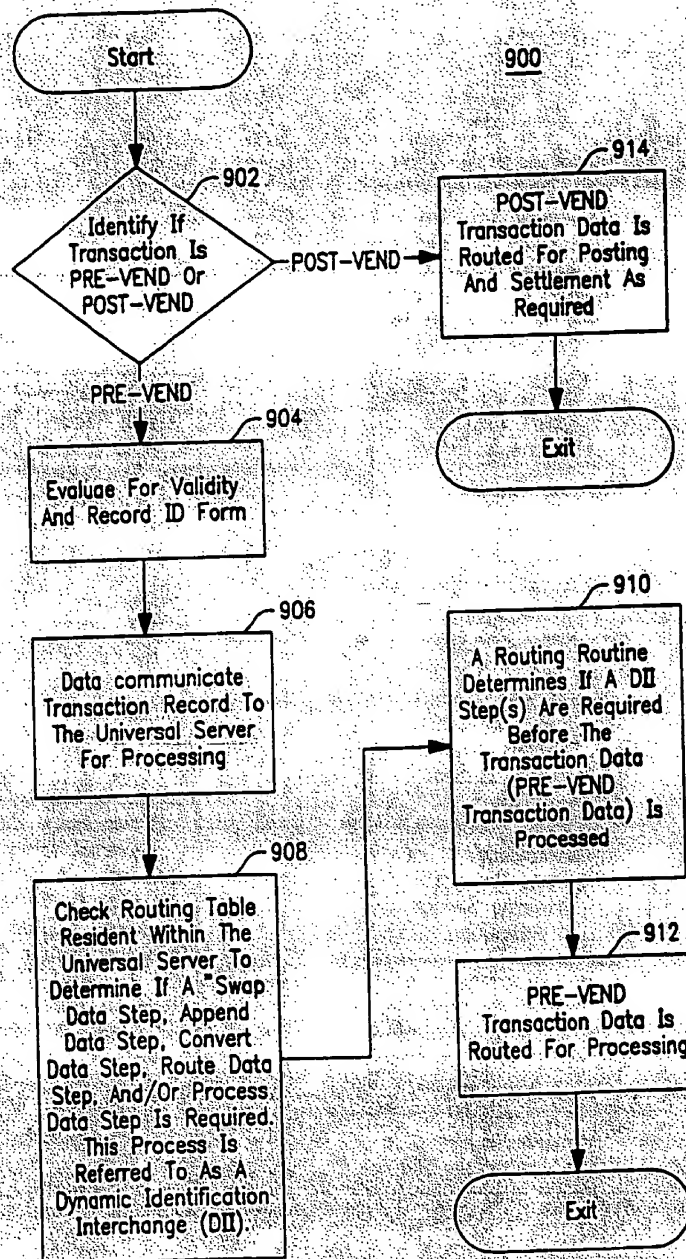 Start
900
902
Identify If
Transaction Is
PRE-VEND Or
POST-VEND
POST-VEND
914
POST-VEND
Transaction Data Is
Routed For Posting
And Settlement As
Required
Exit
PRE-VEND
904
Evaluae For Validity
And Record ID Form
906
Data communicate
Transaction Record To
The Universal Server
For Processing
908
Check Routing Table
Resident Within The
Universal Server To
Determine If A "Swap
Data Step, Append
Data Step, Convert
Data Step, Route Data
Step, And/Or Process
Data Step Is Required.
This Process Is
Referred To As A
Dynamic Identification
Interchange (DII).
910
A Routing Routine
Determines If A DII
Step(s) Are Required
Before The
Transaction Data
(PRE-VEND
Transaction Data) Is
Processed
912
PRE-VEND
Transaction Data Is
Routed For Processing
Exit